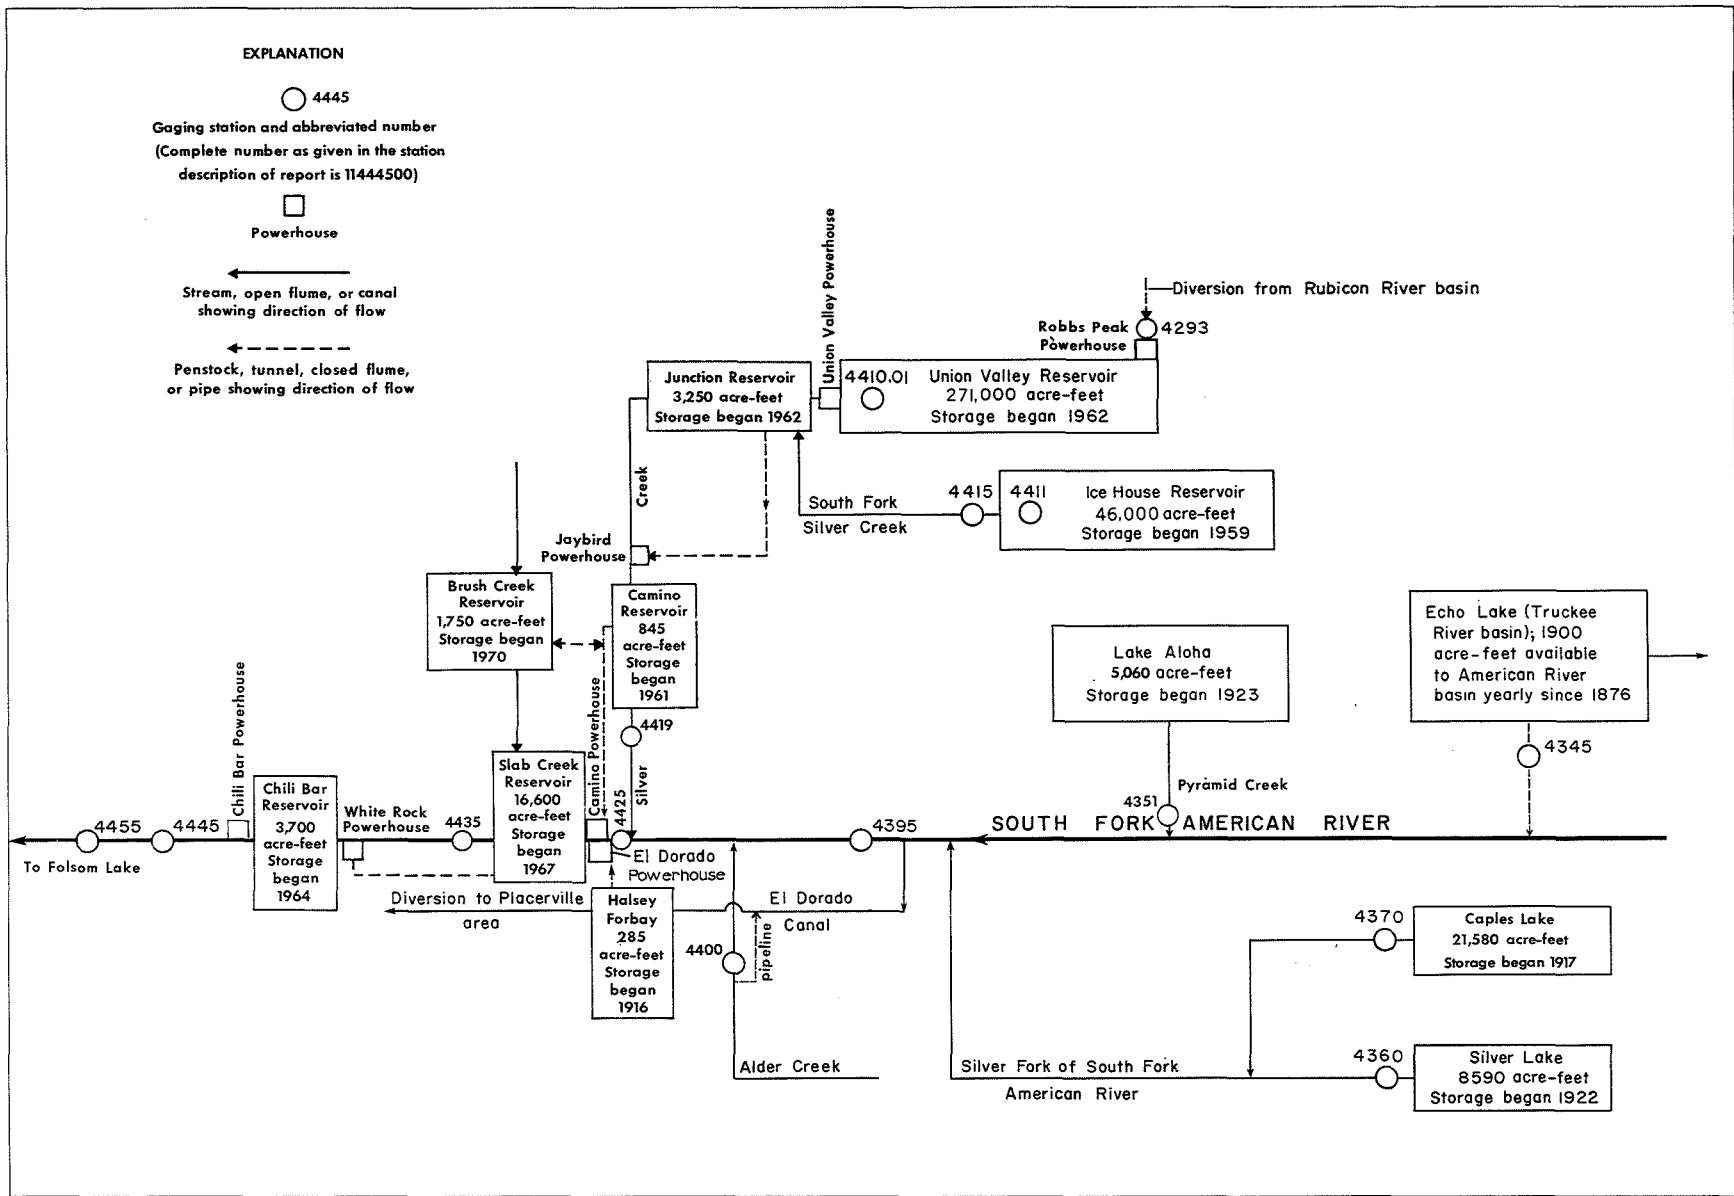 EXPLANATION
4445
Gaging station and abbreviated number
(Complete number as given in the station
description of report is 11444500)
Powerhouse
Stream, open flume, or canal
showing direction of flow
Penstock, tunnel, closed flume,
or pipe showing direction of flow
Union Valley Powerhouse
Diversion from Rubicon River basin
Robbs Peak
Powerhouse
4293
Junction Reservoir
3,250 acre-feet
Storage began 1962
4410.01
Union Valley Reservoir
271,000 acre-feet
Storage began 1962
Creek
South Fork
Silver Creek
4415
4411
Ice House Reservoir
46,000 acre-feet
Storage began 1959
Jaybird
Powerhouse
Brush Creek
Reservoir
1,750 acre-feet
Storage began
1970
Camino
Reservoir
845
acre-feet
Storage
began
1961
Lake Aloha
5,060 acre-feet
Storage began 1923
Echo Lake (Truckee
River basin); 1900
acre-feet available
to American River
basin yearly since 1876
4345
4419
Silver
4425
Camino Powerhouse
Pyramid Creek
4351
Chili Bar Powerhouse
Chili Bar
Reservoir
3,700
acre-feet
Storage
began
1964
White Rock
Powerhouse
4435
Slab Creek
Reservoir
16,600
acre-feet
Storage
began
1967
4455
4445
To Folsom Lake
4395
SOUTH FORK AMERICAN RIVER
El Dorado
Powerhouse
Diversion to Placerville
area
Halsey
Forbay
285
acre-feet
Storage
began
1916
El Dorado
Canal
4400
pipeline
4370
Caples Lake
21,580 acre-feet
Storage began 1917
Alder Creek
Silver Fork of South Fork
American River
4360
Silver Lake
8590 acre-feet
Storage began 1922